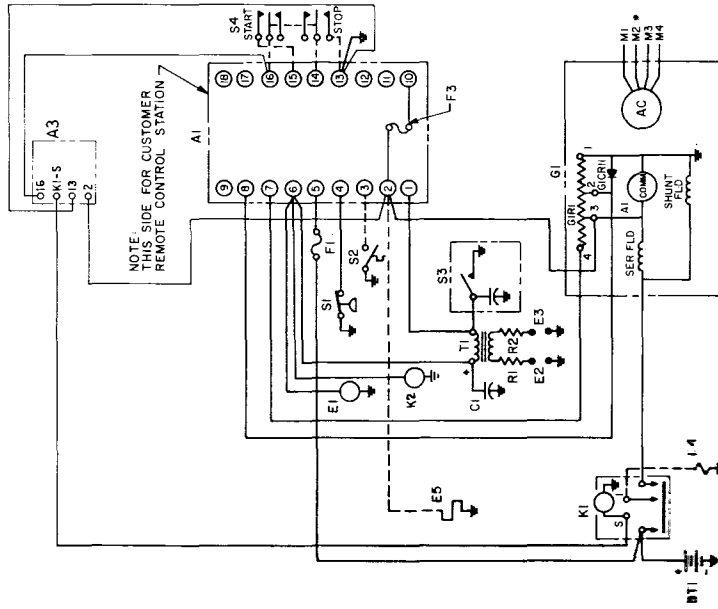 S4
START
STOP
16
K1-S
A3
13
2
NOTE:
THIS SIDE FOR CUSTOMER
REMOTE CONTROL STATION
A1
18
17
16
15
14
13
12
11
10
F3
9
8
7
6
5
4
3
2
1
F1
S1
S2
S3
E1
K2
T1
+
C1
R1
R2
E2
E3
E5
G1
G1R1
1
2
3
4
G1CR11
A1
COMM
SER FLD
SHUNT
FLD
AC
M1
M2*
M3
M4
K1
S
I
+
BT1
-